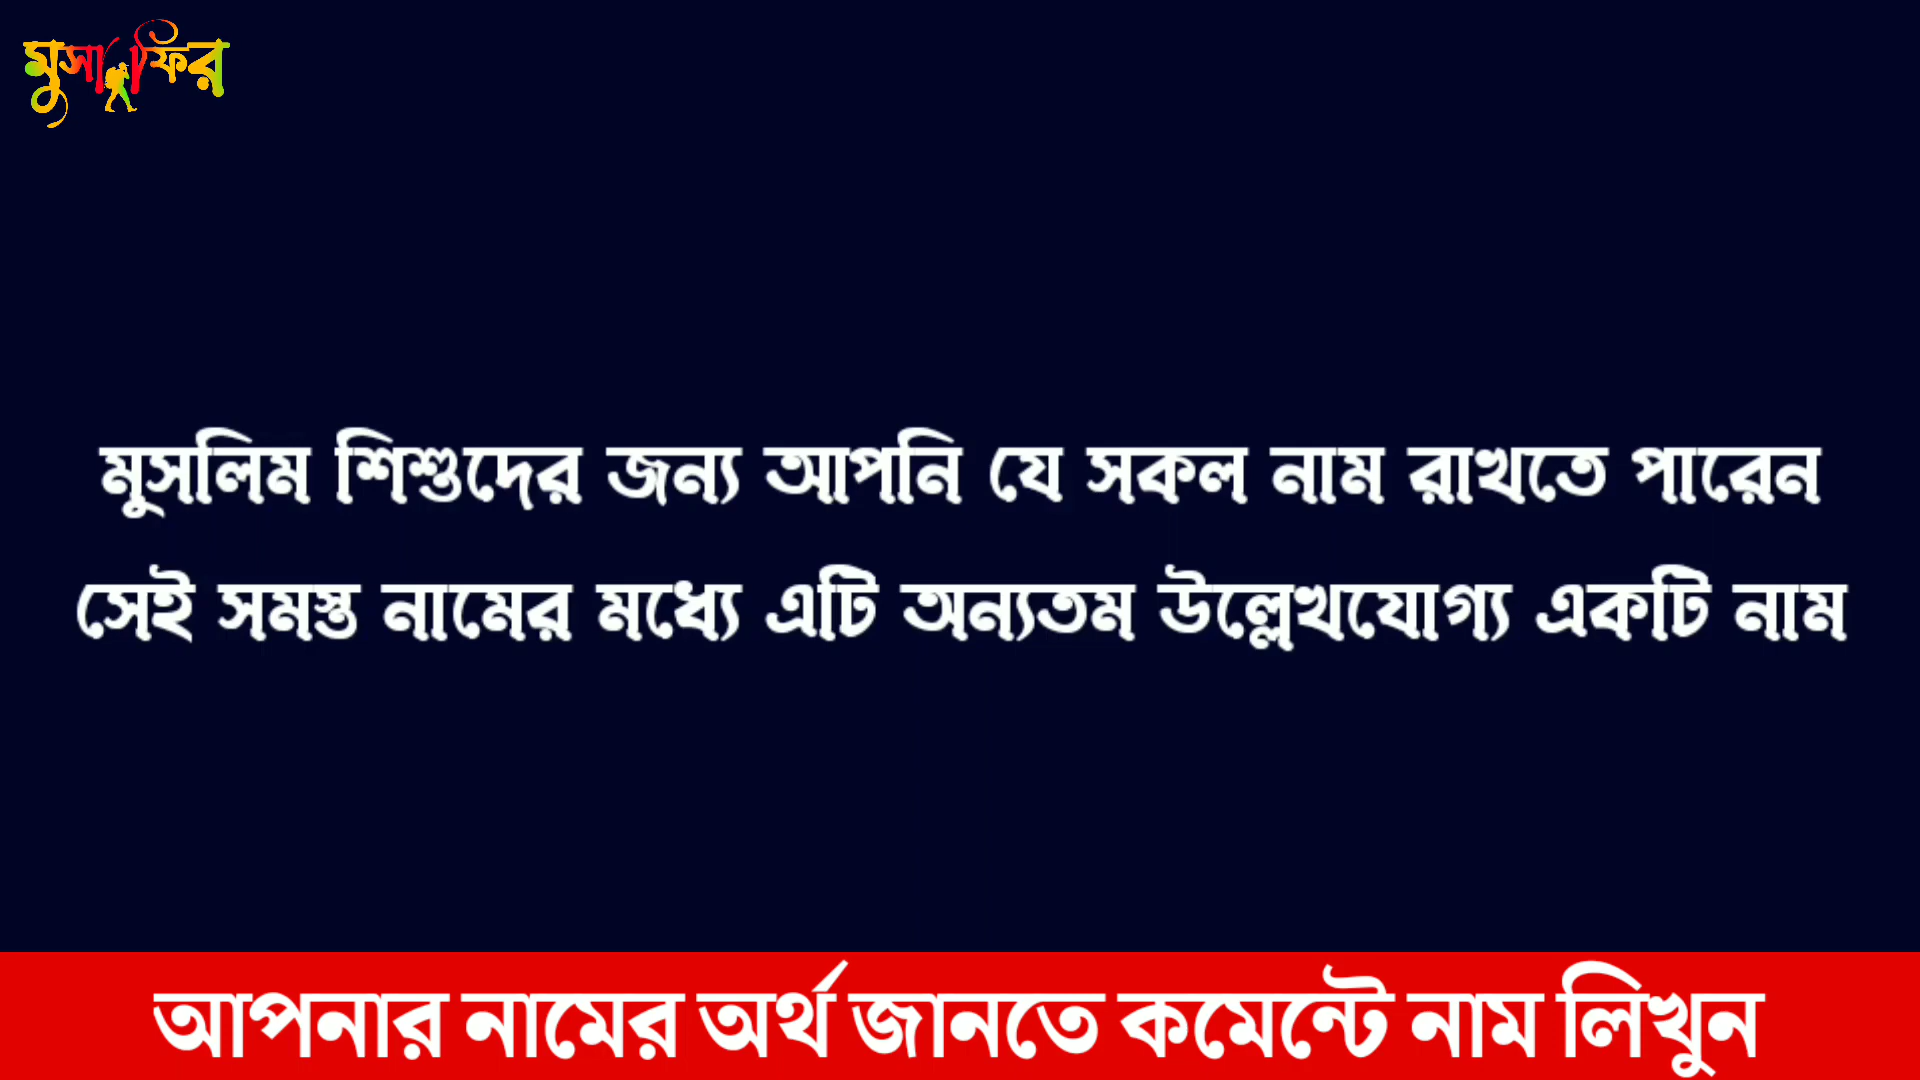 মুসাফির
মুসলিম শিশুদের জন্য আপনি যে সকল নাম রাখতে পারেন
সেই সমস্ত নামের মধ্যে এটি অন্যতম উল্লেখযোগ্য একটি নাম
আপনার নামের অর্থ জানতে কমেন্টে নাম লিখুন